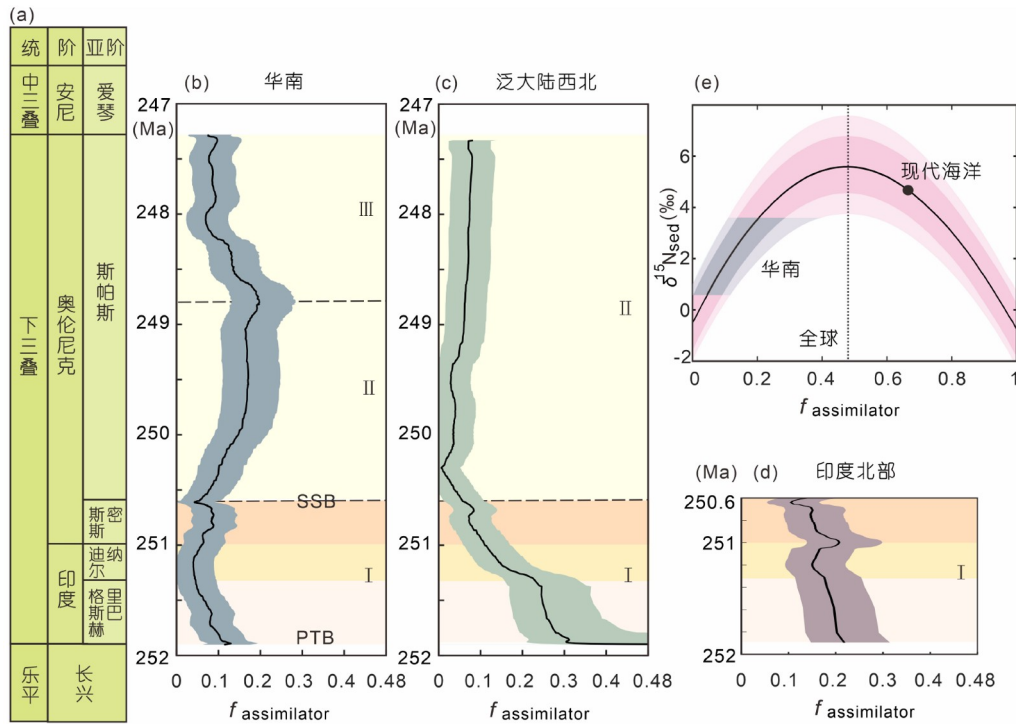 (a)
统
阶
亚阶
中三叠
安尼
爱琴
下三叠
奥伦尼克
斯帕斯
斯密斯
印度
迪纳尔
格里斯巴赫
乐平
长兴
(b)
华南
247
(Ma)
248
249
250
251
252
III
II
SSB
I
PTB
0 0.1 0.2 0.3 0.48
f assimilator
(c)
泛大陆西北
247
(Ma)
248
249
250
251
252
II
I
0 0.1 0.2 0.3 0.48
f assimilator
(e)
6
4
2
0
-2
δ15Nsed(‰)
现代海洋
华南
全球
0 0.2 0.4 0.6 0.8 1
f assimilator
(Ma) (d) 印度北部
250.6
251
252
I
0 0.1 0.2 0.3 0.48
f assimilator